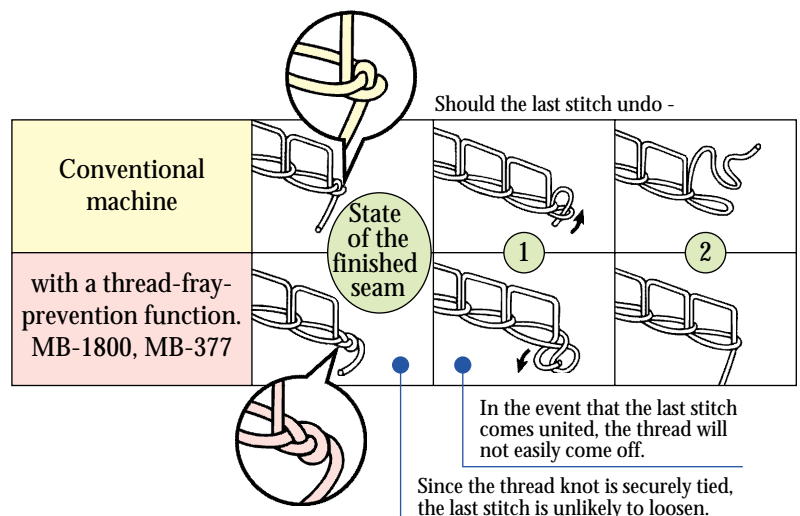 Should the last stitch undo -
Conventional
machine
State
of the
finished
seam
1
2
with a thread-fray-
prevention function.
MB-1800, MB-377
In the event that the last stitch
comes united, the thread will
not easily come off.
Since the thread knot is securely tied,
the last stitch is unlikely to loosen.